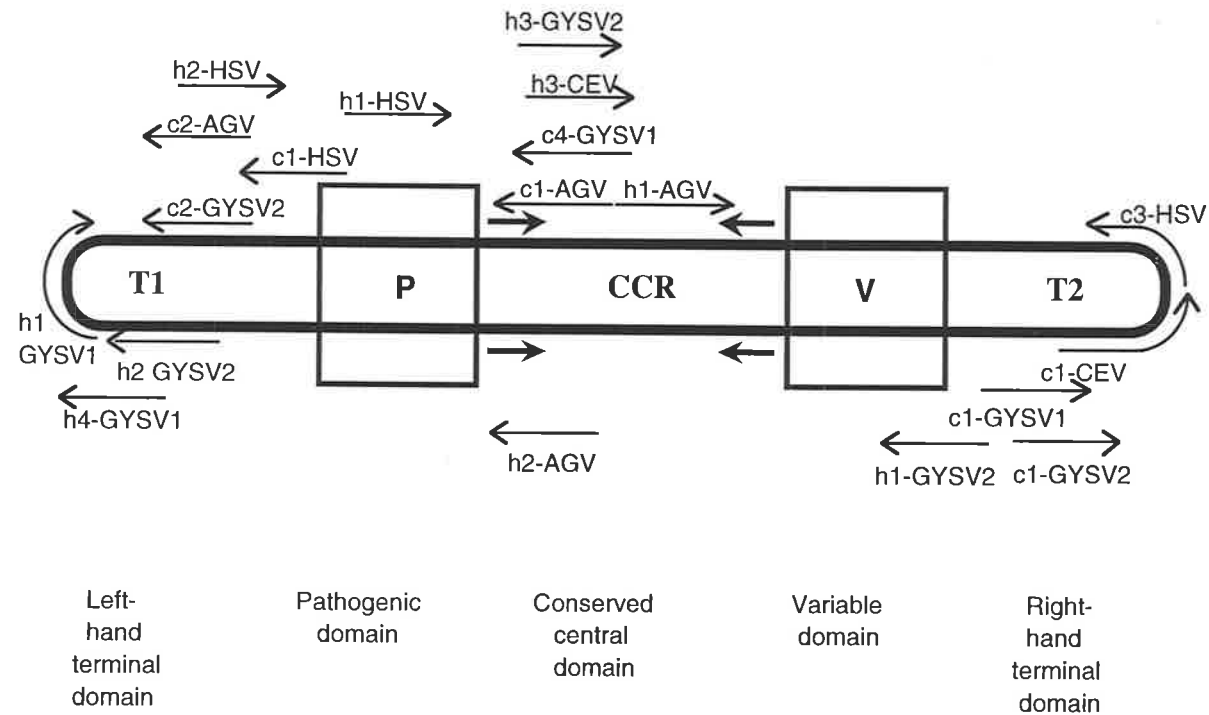 h3-GYSV2
h2-HSV
h3-CEV
h1-HSV
c2-AGV
c4-GYSV1
c1-HSV
c1-AGV h1-AGV
c2-GYSV2
c3-HSV
T1 P CCR V T2
h1
GYSV1
h2 GYSV2
c1-CEV
h4-GYSV1
c1-GYSV1
h2-AGV
h1-GYSV2 c1-GYSV2
Left-
hand
terminal
domain
Pathogenic
domain
Conserved
central
domain
Variable
domain
Right-
hand
terminal
domain